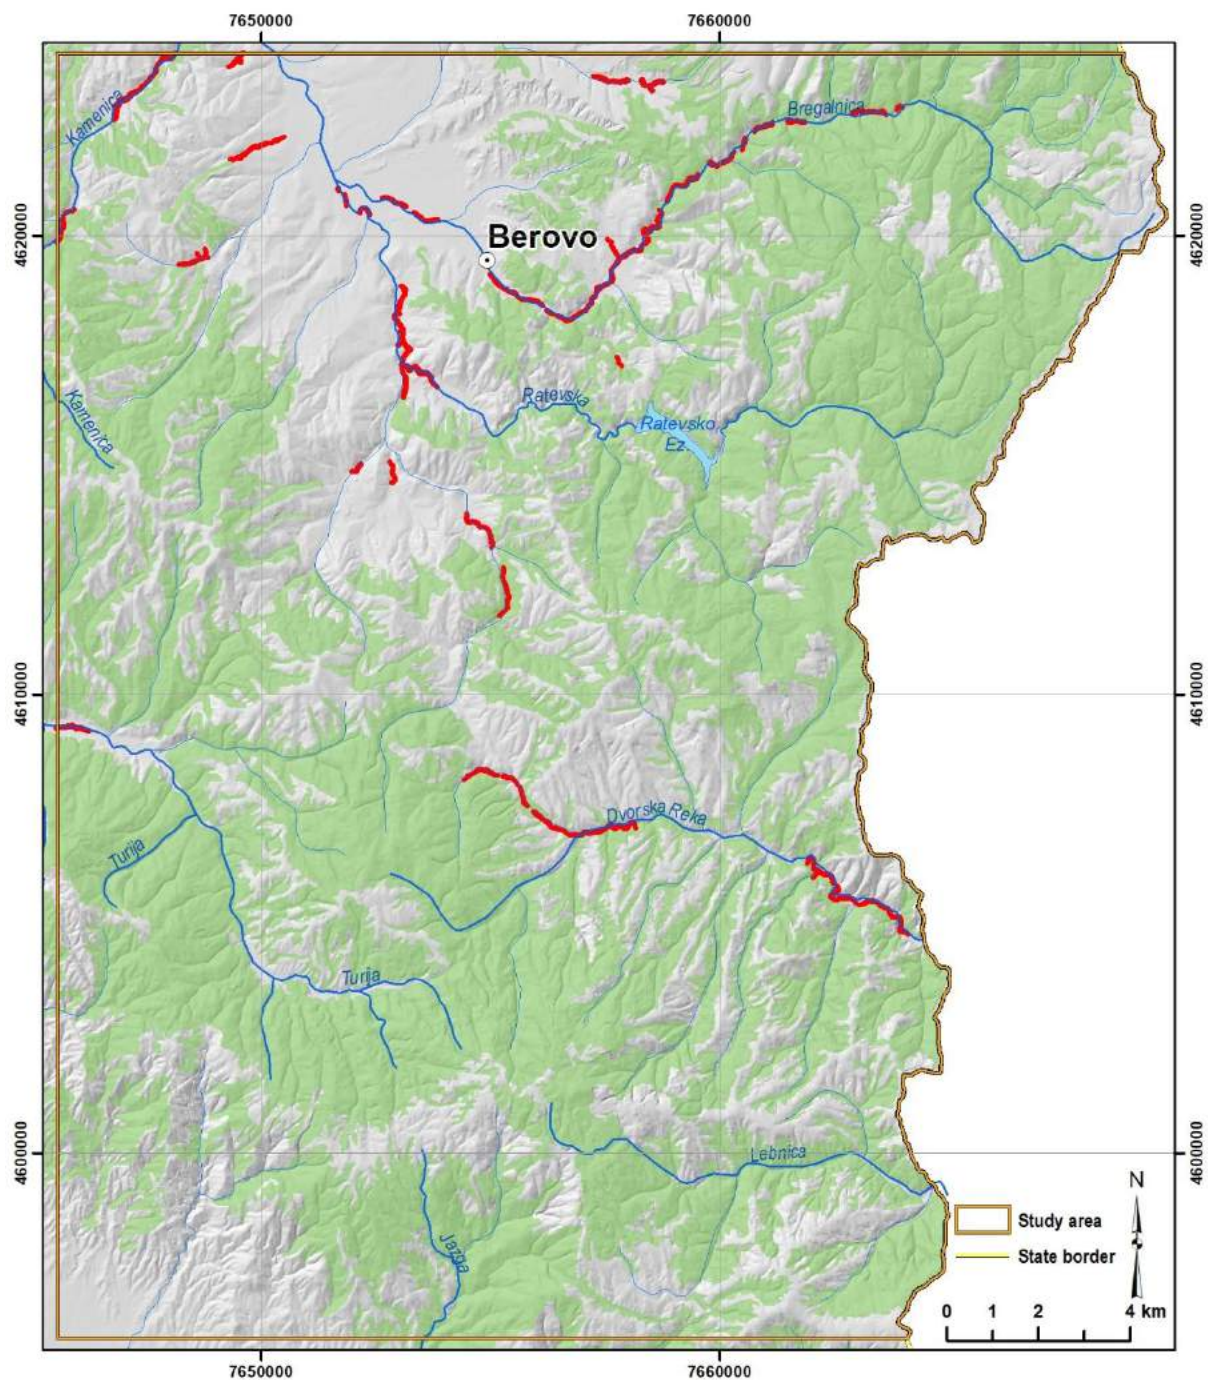 7650000
7660000
Kamenica
Bregalnica
4620000
4620000
Berovo
Kamenica
Ratevska
Ratevsko
Ez.
4610000
4610000
Dvorska Reka
Turija
Turija
4600000
4600000
Lebnica
N
Jazga
Study area
State border
0 1 2 4 km
7650000
7660000